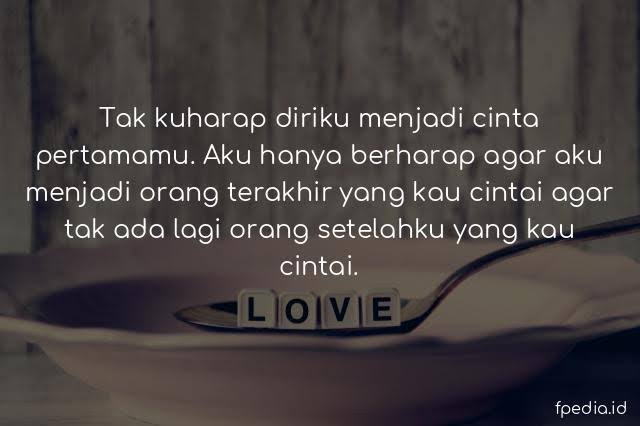 Tak kuharap diriku menjadi cinta
pertamamu. Aku hanya berharap agar aku
menjadi orang terakhir yang kau cintai agar
tak ada lagi orang setelahku yang kau
cintai.
LOVE
fpedia.id